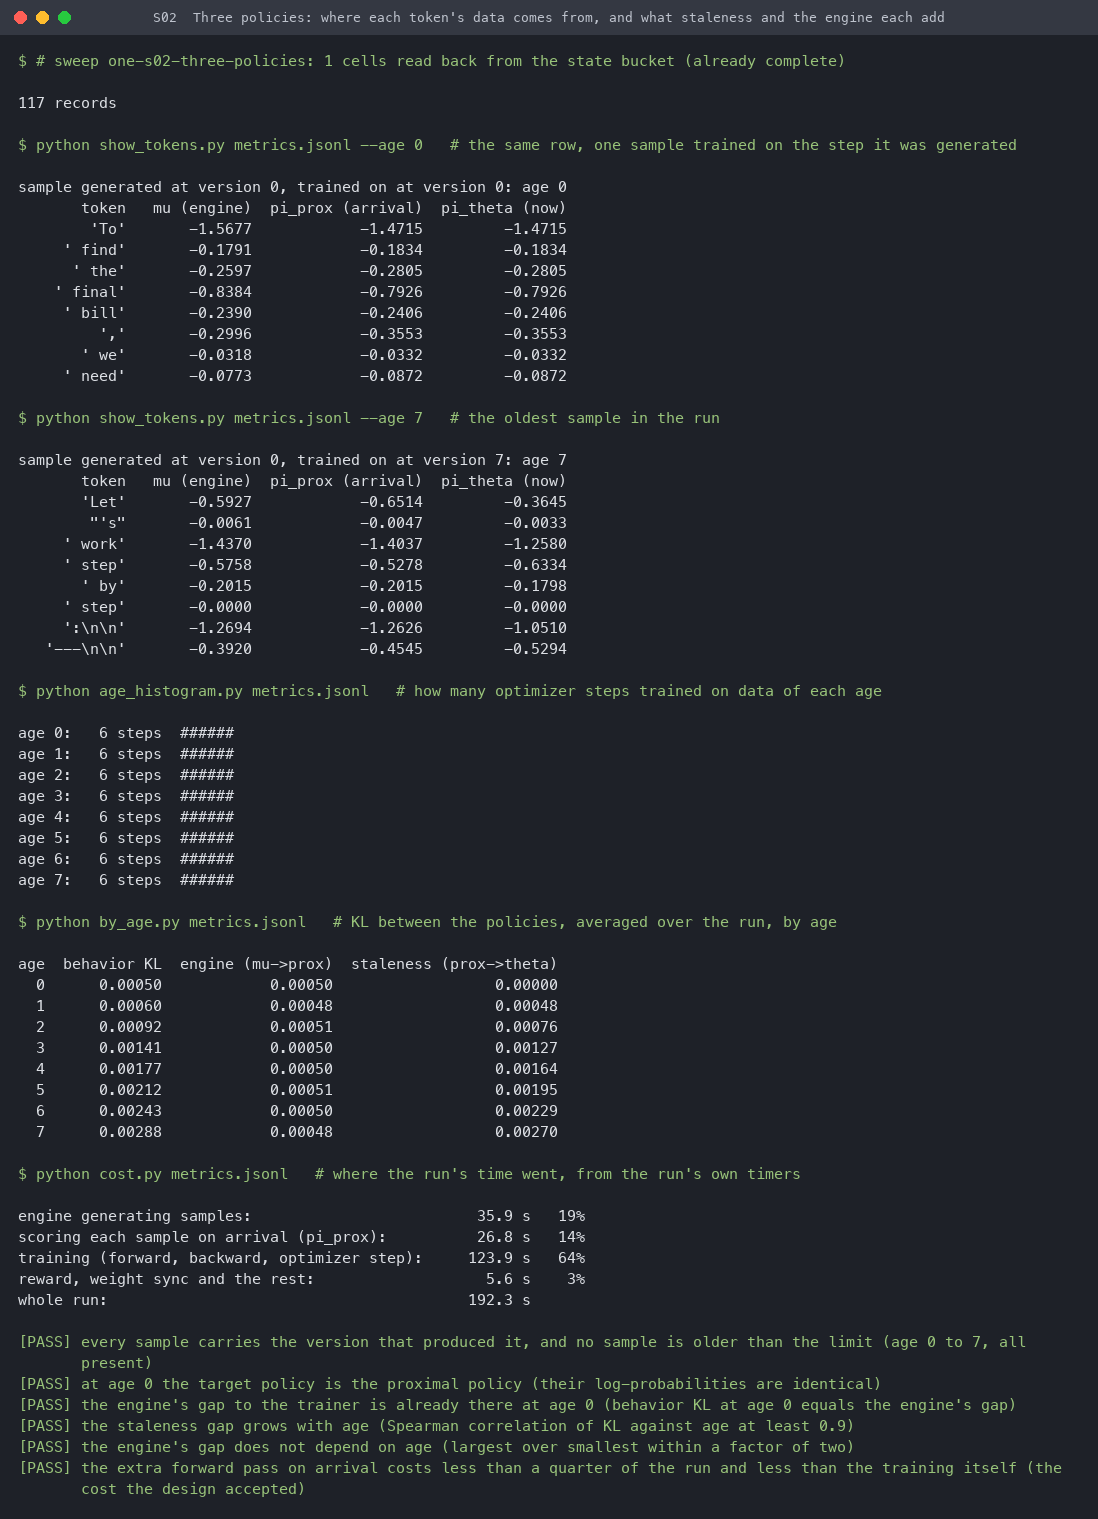 S02  Three policies: where each token's data comes from, and what staleness and the engine each add
$ # sweep one-s02-three-policies: 1 cells read back from the state bucket (already complete)
117 records
$ python show_tokens.py metrics.jsonl --age 0   # the same row, one sample trained on the step it was generated
sample generated at version 0, trained on at version 0: age 0
       token   mu (engine)  pi_prox (arrival)  pi_theta (now)
        'To'       -1.5677            -1.4715         -1.4715
     ' find'       -0.1791            -0.1834         -0.1834
      ' the'       -0.2597            -0.2805         -0.2805
    ' final'       -0.8384            -0.7926         -0.7926
     ' bill'       -0.2390            -0.2406         -0.2406
         ','       -0.2996            -0.3553         -0.3553
       ' we'       -0.0318            -0.0332         -0.0332
     ' need'       -0.0773            -0.0872         -0.0872
$ python show_tokens.py metrics.jsonl --age 7   # the oldest sample in the run
sample generated at version 0, trained on at version 7: age 7
       token   mu (engine)  pi_prox (arrival)  pi_theta (now)
       'Let'       -0.5927            -0.6514         -0.3645
        "'s"       -0.0061            -0.0047         -0.0033
     ' work'       -1.4370            -1.4037         -1.2580
     ' step'       -0.5758            -0.5278         -0.6334
       ' by'       -0.2015            -0.2015         -0.1798
     ' step'       -0.0000            -0.0000         -0.0000
     ':\n\n'       -1.2694            -1.2626         -1.0510
   '---\n\n'       -0.3920            -0.4545         -0.5294
$ python age_histogram.py metrics.jsonl   # how many optimizer steps trained on data of each age
age 0:   6 steps  ######
age 1:   6 steps  ######
age 2:   6 steps  ######
age 3:   6 steps  ######
age 4:   6 steps  ######
age 5:   6 steps  ######
age 6:   6 steps  ######
age 7:   6 steps  ######
$ python by_age.py metrics.jsonl   # KL between the policies, averaged over the run, by age
age  behavior KL  engine (mu->prox)  staleness (prox->theta)
  0      0.00050            0.00050                  0.00000
  1      0.00060            0.00048                  0.00048
  2      0.00092            0.00051                  0.00076
  3      0.00141            0.00050                  0.00127
  4      0.00177            0.00050                  0.00164
  5      0.00212            0.00051                  0.00195
  6      0.00243            0.00050                  0.00229
  7      0.00288            0.00048                  0.00270
$ python cost.py metrics.jsonl   # where the run's time went, from the run's own timers
engine generating samples:                         35.9 s   19%
scoring each sample on arrival (pi_prox):          26.8 s   14%
training (forward, backward, optimizer step):     123.9 s   64%
reward, weight sync and the rest:                   5.6 s    3%
whole run:                                        192.3 s
[PASS] every sample carries the version that produced it, and no sample is older than the limit (age 0 to 7, all
       present)
[PASS] at age 0 the target policy is the proximal policy (their log-probabilities are identical)
[PASS] the engine's gap to the trainer is already there at age 0 (behavior KL at age 0 equals the engine's gap)
[PASS] the staleness gap grows with age (Spearman correlation of KL against age at least 0.9)
[PASS] the engine's gap does not depend on age (largest over smallest within a factor of two)
[PASS] the extra forward pass on arrival costs less than a quarter of the run and less than the training itself (the
       cost the design accepted)